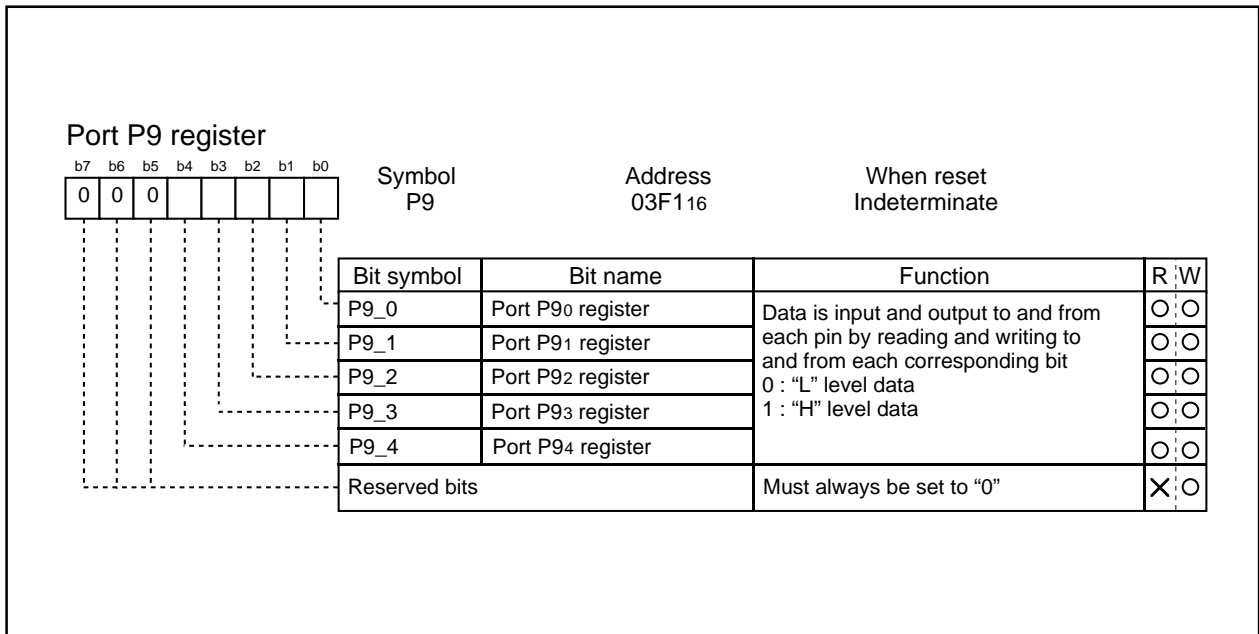 Port P9 register
b7 b6 b5 b4 b3 b2 b1 b0
0 0 0
Symbol Address When reset
P9 03F116 Indeterminate
Bit symbol Bit name Function R W
P9_0 Port P90 register
P9_1 Port P91 register
P9_2 Port P92 register
P9_3 Port P93 register
P9_4 Port P94 register
Data is input and output to and from
each pin by reading and writing to
and from each corresponding bit
0 : “L” level data
1 : “H” level data
Reserved bits Must always be set to “0”